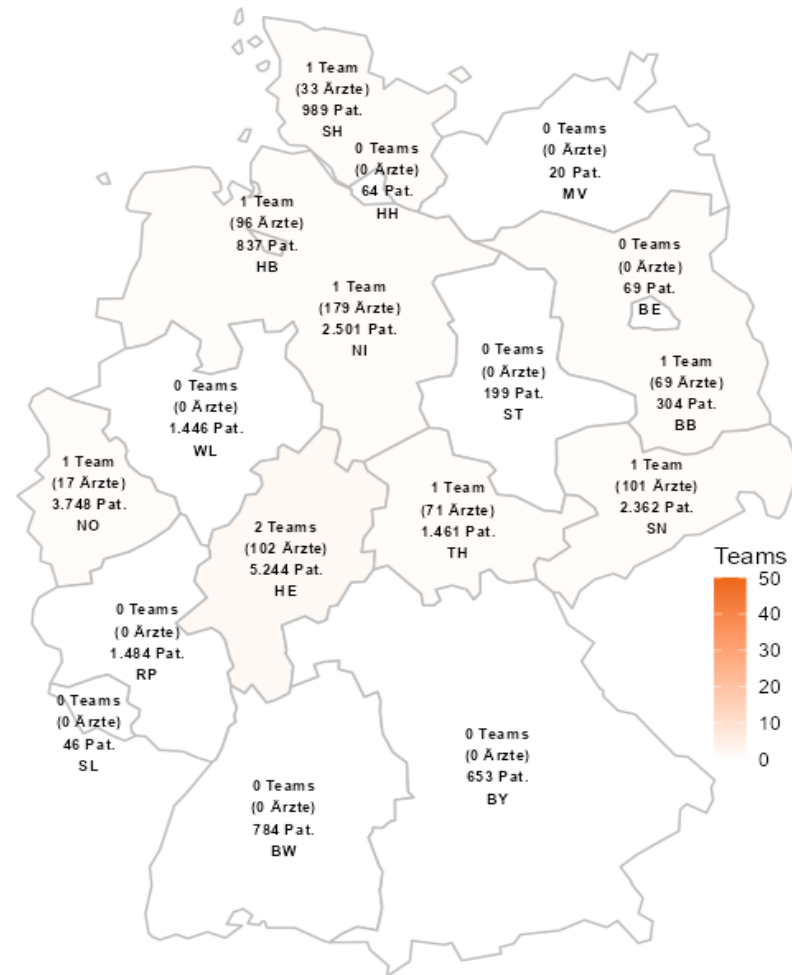 1 Team
(33 Ärzte)
989 Pat.
SH
0 Teams
(0 Ärzte)
64 Pat.
HH
0 Teams
(0 Ärzte)
20 Pat.
MV
1 Team
(96 Ärzte)
837 Pat.
HB
1 Team
(179 Ärzte)
2.501 Pat.
NI
0 Teams
(0 Ärzte)
69 Pat.
BE
0 Teams
(0 Ärzte)
199 Pat.
ST
1 Team
(69 Ärzte)
304 Pat.
BB
0 Teams
(0 Ärzte)
1.446 Pat.
WL
1 Team
(17 Ärzte)
3.748 Pat.
NO
2 Teams
(102 Ärzte)
5.244 Pat.
HE
1 Team
(71 Ärzte)
1.461 Pat.
TH
1 Team
(101 Ärzte)
2.362 Pat.
SN
0 Teams
(0 Ärzte)
1.484 Pat.
RP
0 Teams
(0 Ärzte)
46 Pat.
SL
0 Teams
(0 Ärzte)
784 Pat.
BW
0 Teams
(0 Ärzte)
653 Pat.
BY
Teams
50
40
30
20
10
0